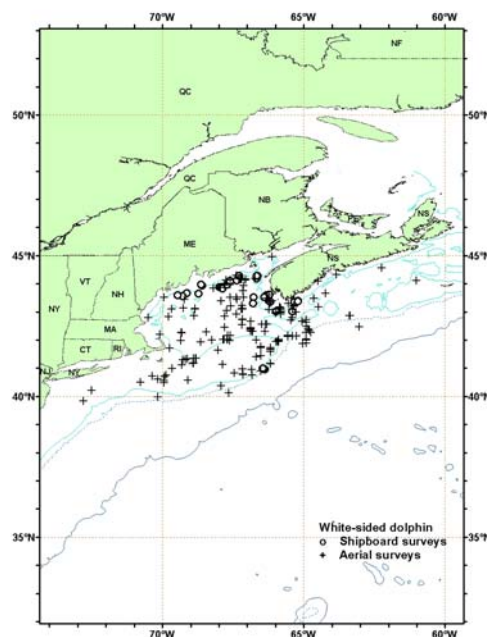 70°W 65°W 60°W
NF
QC
50°N 50°N
QC
NB
NS
ME
NS
45°N 45°N
VT
NH
NY
MA
CT RI
NJ NY
40°N 40°N
35°N 35°N
White-sided dolphin
Shipboard surveys
Aerial surveys
70°W 65°W 60°W